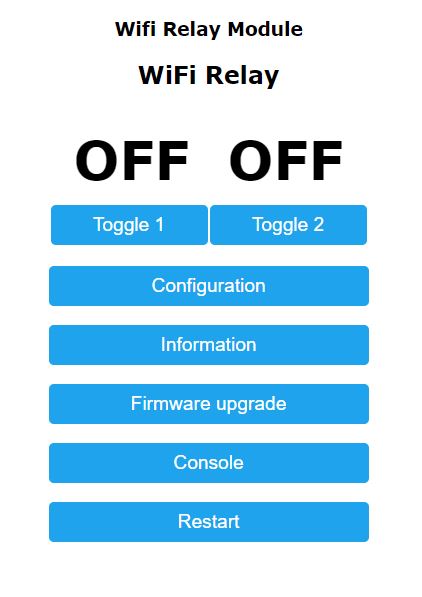 Wifi Relay Module
WiFi Relay
OFF OFF
Toggle 1 Toggle 2
Configuration
Information
Firmware upgrade
Console
Restart